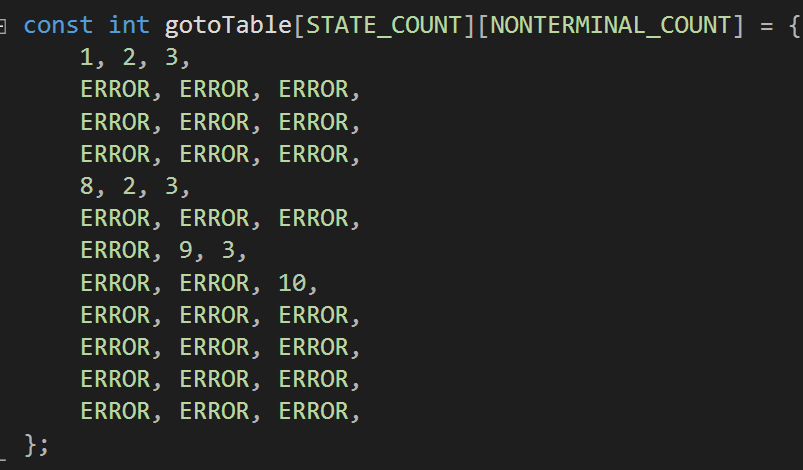 const int gotoTable[STATE_COUNT][NONTERMINAL_COUNT] = {
1, 2, 3,
ERROR, ERROR, ERROR,
ERROR, ERROR, ERROR,
ERROR, ERROR, ERROR,
8, 2, 3,
ERROR, ERROR, ERROR,
ERROR, 9, 3,
ERROR, ERROR, 10,
ERROR, ERROR, ERROR,
ERROR, ERROR, ERROR,
ERROR, ERROR, ERROR,
ERROR, ERROR, ERROR,
};